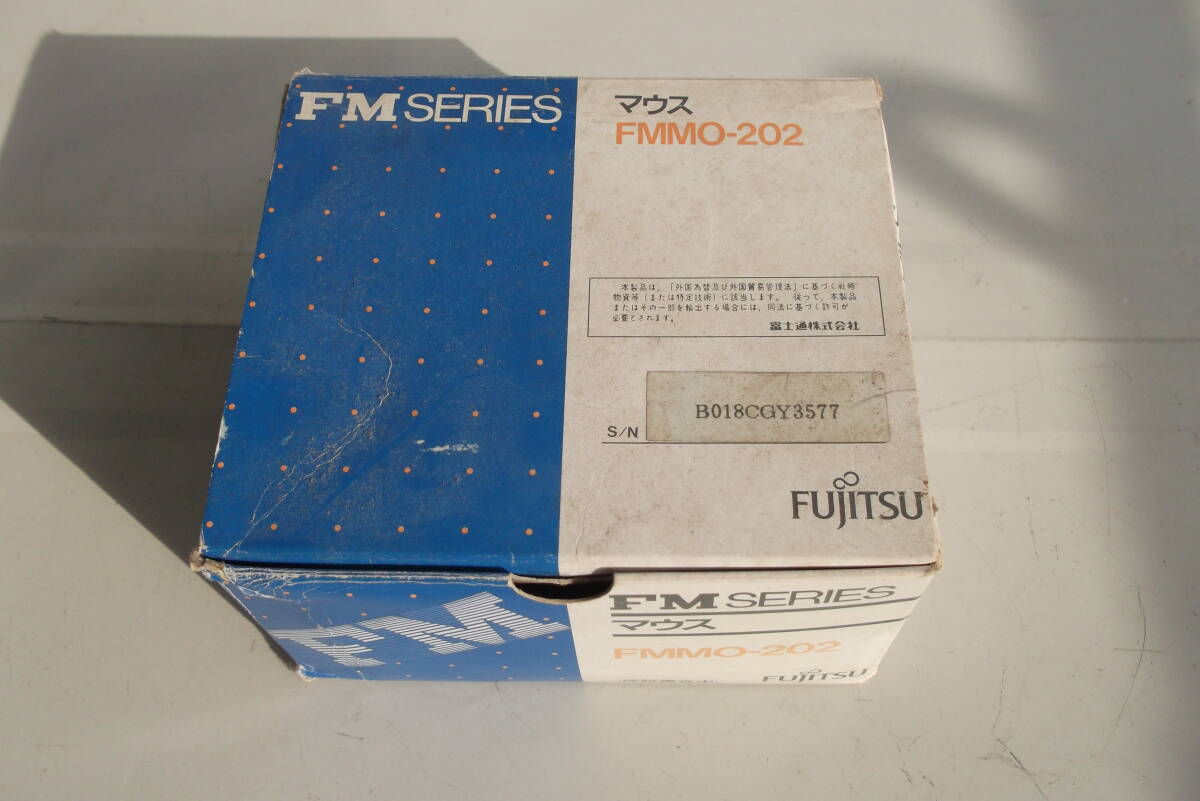 FMSERIES
マウス
FMMO-202
本製品は、「外国為替及び外国貿易管理法」に基づく戦略
物資等(または特定技術)に該当します。 従って、本製品
またはその一部を輸出する場合には、同法に基づく許可が
必要とされます。
富士通株式会社
S/N B018CGY3577
FUJITSU
FM
FMSERIES
マウス
FMMO-202
FUJITSU